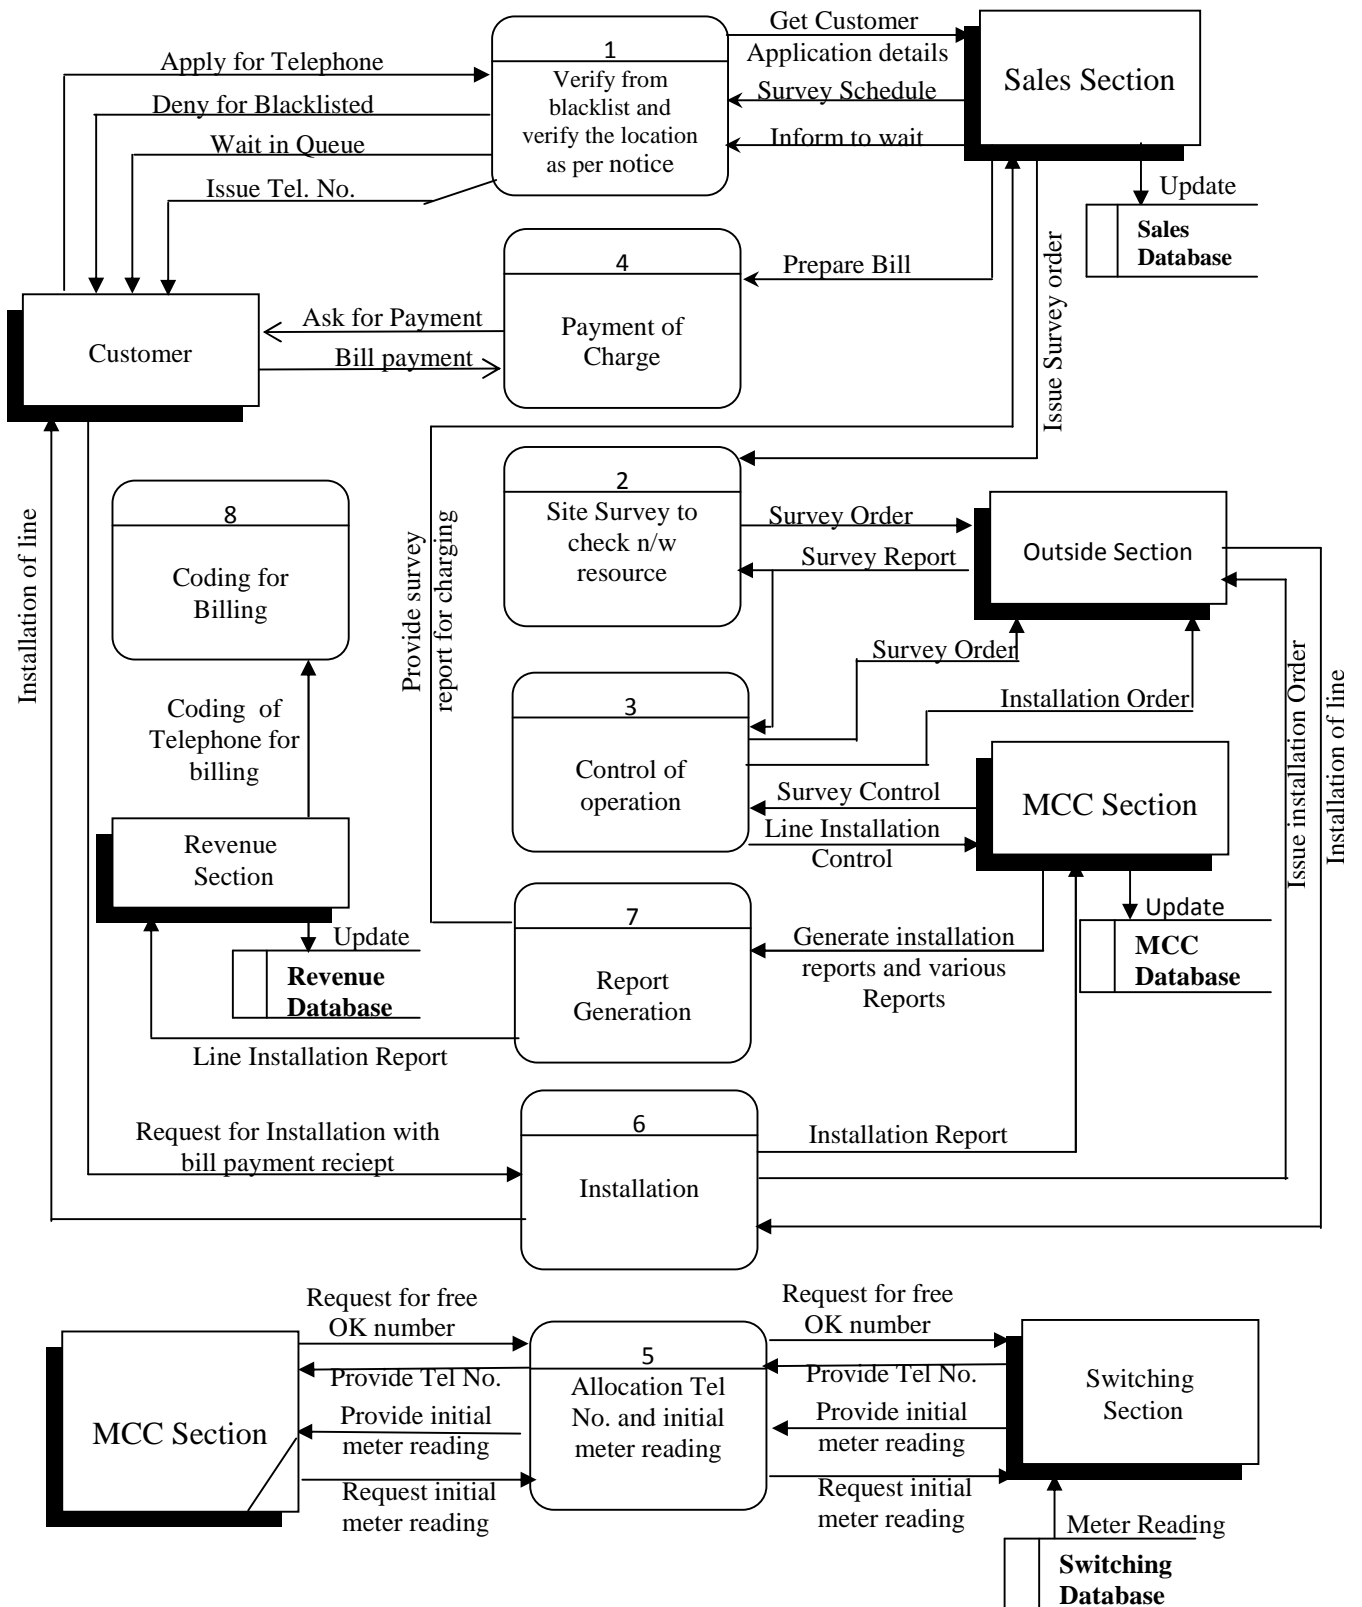 Get Customer
Application details
1
Verify from
blacklist and
verify the location
as per notice
Sales Section
Apply for Telephone
Deny for Blacklisted
Wait in Queue
Issue Tel. No.
Survey Schedule
Inform to wait
Update
Sales
Database
4
Payment of
Charge
Prepare Bill
Issue Survey order
Customer
Ask for Payment
Bill payment
2
Site Survey to
check n/w
resource
Survey Order
Survey Report
Outside Section
8
Coding for
Billing
Installation of line
Provide survey
report for charging
Survey Order
Installation Order
3
Control of
operation
Issue installation Order
Installation of line
Coding of
Telephone for
billing
Survey Control
Line Installation
Control
MCC Section
Revenue
Section
Update
Revenue
Database
7
Report
Generation
Generate installation
reports and various
Reports
Update
MCC
Database
Line Installation Report
6
Installation
Request for Installation with
bill payment reciept
Installation Report
Request for free
OK number
Provide Tel No.
Provide initial
meter reading
Request initial
meter reading
MCC Section
5
Allocation Tel
No. and initial
meter reading
Request for free
OK number
Provide Tel No.
Provide initial
meter reading
Request initial
meter reading
Switching
Section
Meter Reading
Switching
Database